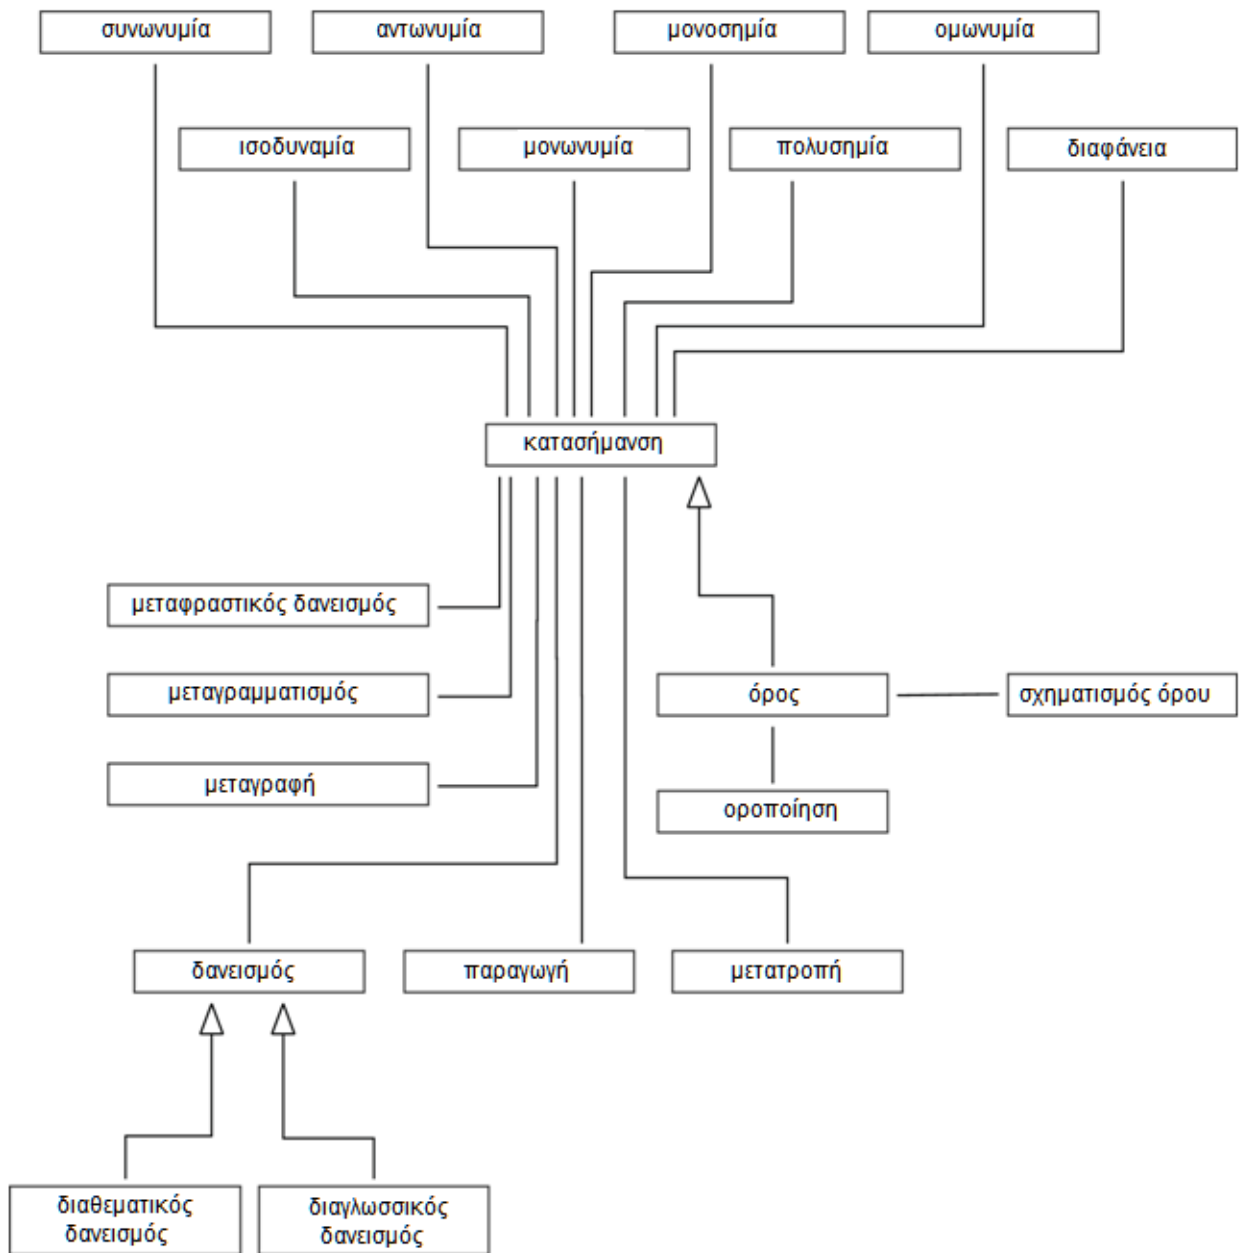 συνωνυμία
αντωνυμία
μονοσημία
ομωνυμία
ισοδυναμία
μονωνυμία
πολυσημία
διαφάνεια
κατασήμανση
μεταφραστικός δανεισμός
μεταγραμματισμός
όρος
σχηματισμός όρου
μεταγραφή
οροποίηση
δανεισμός
παραγωγή
μετατροπή
διαθεματικός
δανεισμός
διαγλωσσικός
δανεισμός